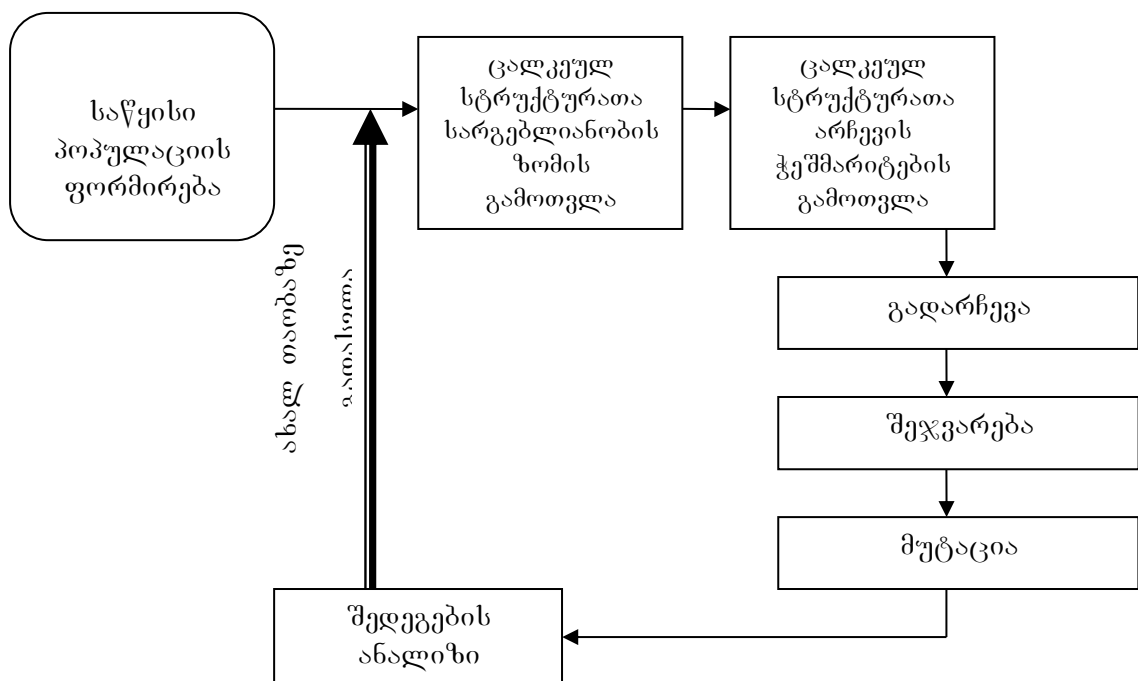 საწყისი
პოპულაციის
ფორმირება
ცალკეულ
სტრუქტურათა
სარგებლიანობის
ზომის
გამოთვლა
ცალკეულ
სტრუქტურათა
არჩევის
ჭეშმარიტების
გამოთვლა
გადარჩევა
შეჯვარება
მუტაცია
შედეგების
ანალიზი
ახალ თაობაზე